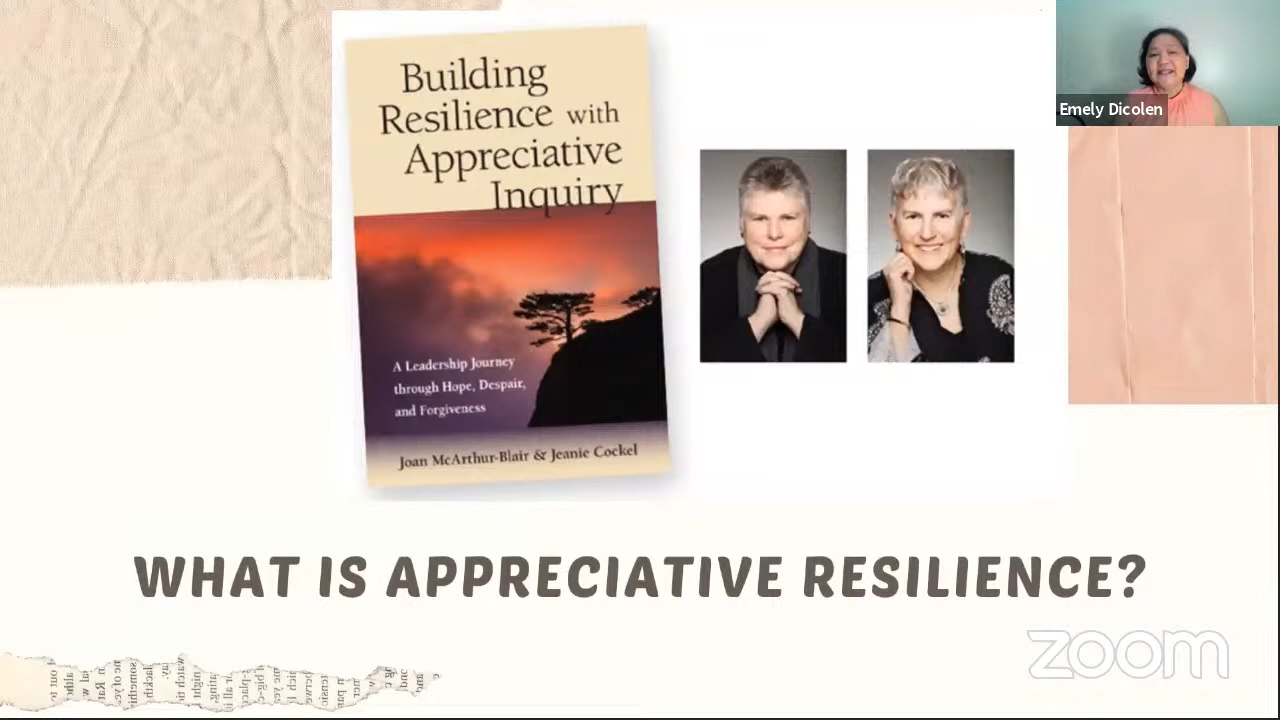 Building
Resilience with
Appreciative
Inquiry
A Leadership Journey
through Hope, Despair,
and Forgiveness
Joan McArthur-Blair & Jeanie Cockel
Emely Dicolen
WHAT IS APPRECIATIVE RESILIENCE?
zoom